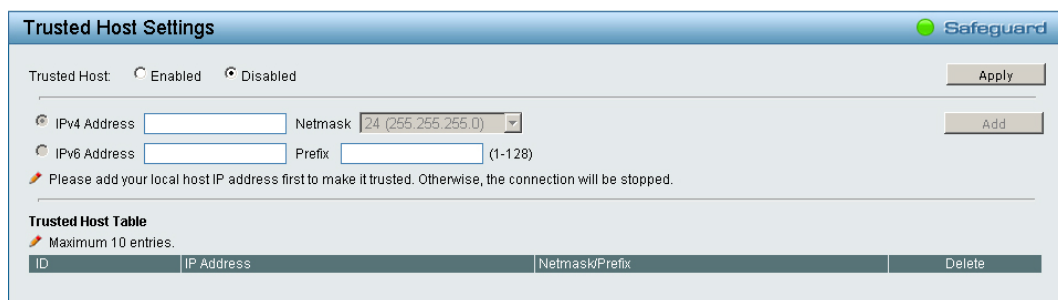 Trusted Host Settings Safeguard
Trusted Host: Enabled Disabled Apply
IPv4 Address Netmask 24 (255.255.255.0) Add
IPv6 Address Prefix (1-128)
Please add your local host IP address first to make it trusted. Otherwise, the connection will be stopped.
Trusted Host Table
Maximum 10 entries.
ID IP Address Netmask/Prefix Delete